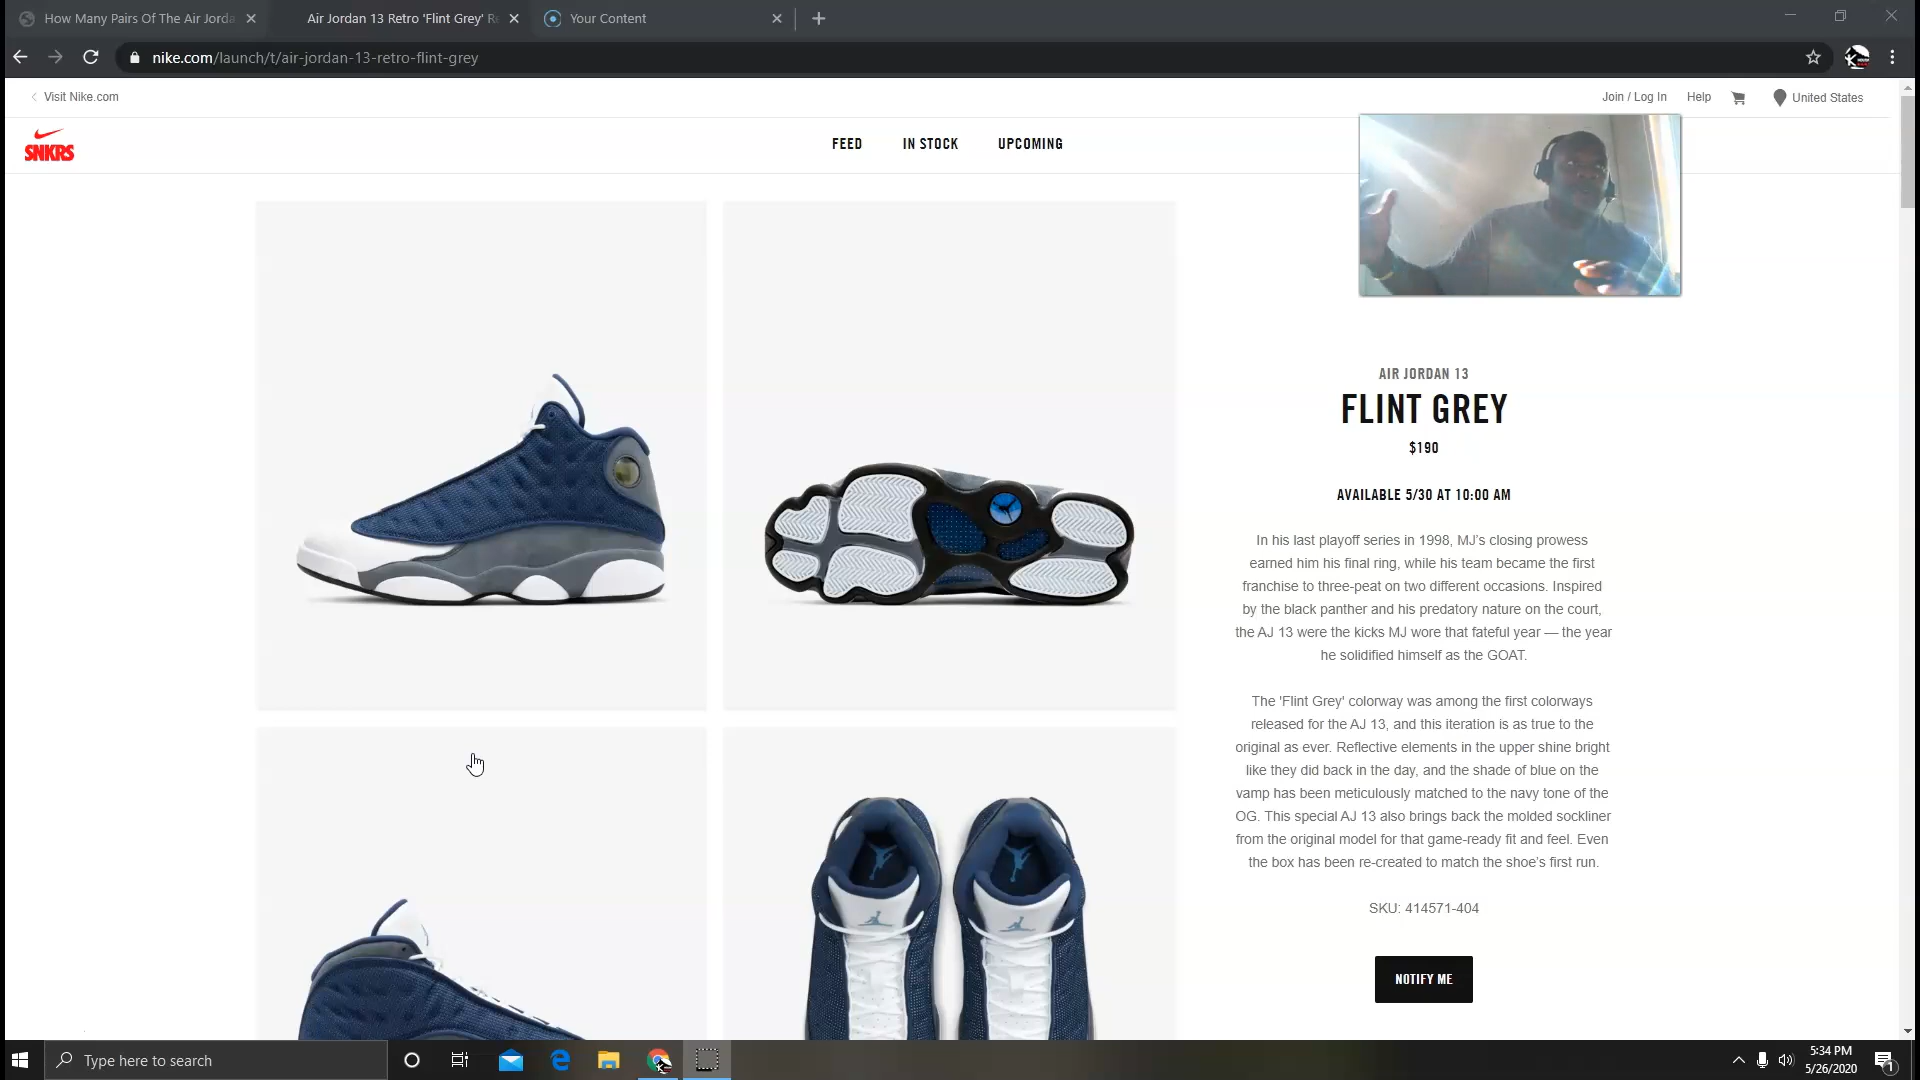 How Many Pairs Of The Air Jorda
Air Jordan 13 Retro 'Flint Grey' Re
Your Content
nike.com/launch/t/air-jordan-13-retro-flint-grey
Visit Nike.com
Join / Log In
Help
United States
SNKRS
FEED
IN STOCK
UPCOMING
AIR JORDAN 13
FLINT GREY
$190
AVAILABLE 5/30 AT 10:00 AM
In his last playoff series in 1998, MJ's closing prowess
earned him his final ring, while his team became the first
franchise to three-peat on two different occasions. Inspired
by the black panther and his predatory nature on the court,
the AJ 13 were the kicks MJ wore that fateful year — the year
he solidified himself as the GOAT.
The 'Flint Grey' colorway was among the first colorways
released for the AJ 13, and this iteration is as true to the
original as ever. Reflective elements in the upper shine bright
like they did back in the day, and the shade of blue on the
vamp has been meticulously matched to the navy tone of the
OG. This special AJ 13 also brings back the molded sockliner
from the original model for that game-ready fit and feel. Even
the box has been re-created to match the shoe's first run.
SKU: 414571-404
NOTIFY ME
Type here to search
5:34 PM
5/26/2020
1